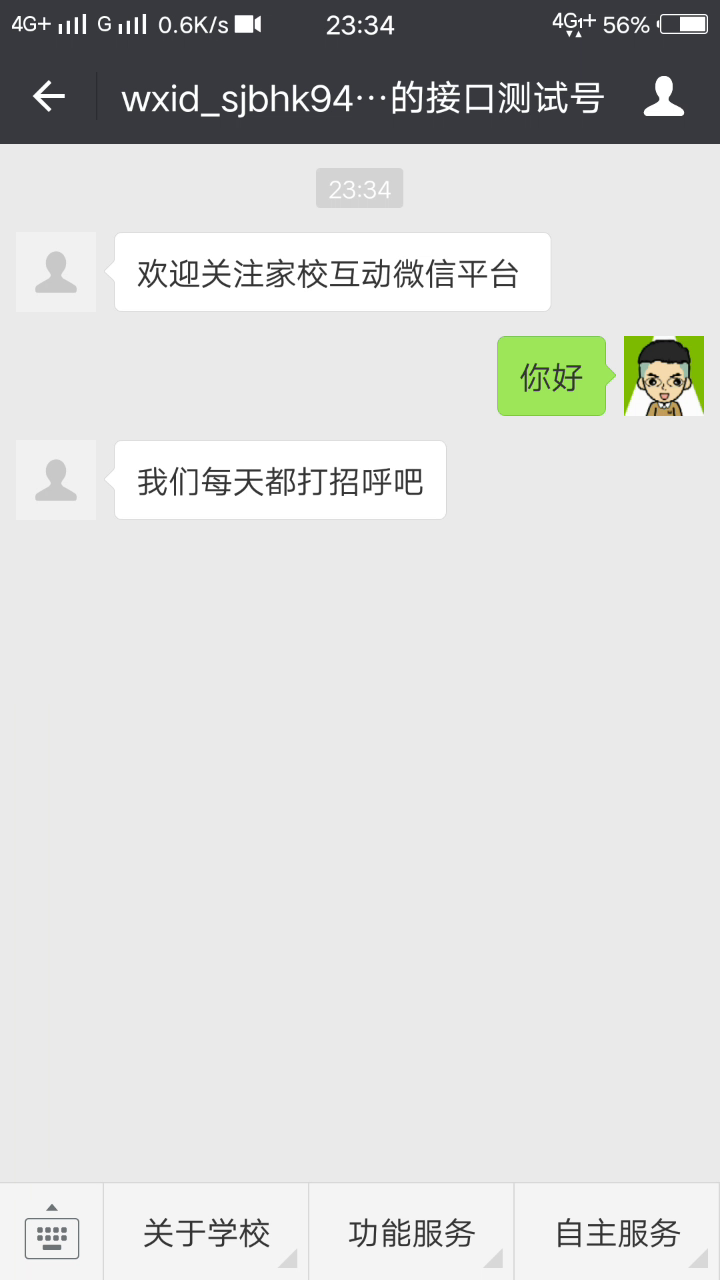 4G+ G 0.6K/s 23:34 4G+ 56%
wxid_sjbhk94…的接口测试号
23:34
欢迎关注家校互动微信平台
你好
我们每天都打招呼吧
关于学校 功能服务 自主服务